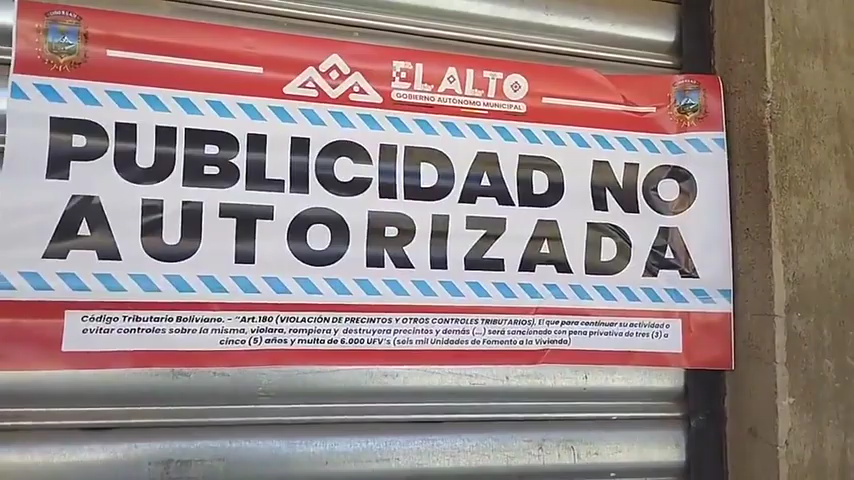 EL ALTO
GOBIERNO AUTÓNOMO MUNICIPAL
PUBLICIDAD NO
AUTORIZADA
Código Tributario Boliviano. - "Art.180 (VIOLACIÓN DE PRECINTOS Y OTROS CONTROLES TRIBUTARIOS), El que para continuar su actividad o
evitar controles sobre la misma, violara, rompiera y destruyera precintos y demás (...) será sancionado con pena privativa de tres (3) a
cinco (5) años y multa de 6.000 UFV's (seis mil Unidades de Fomento a la Vivienda)